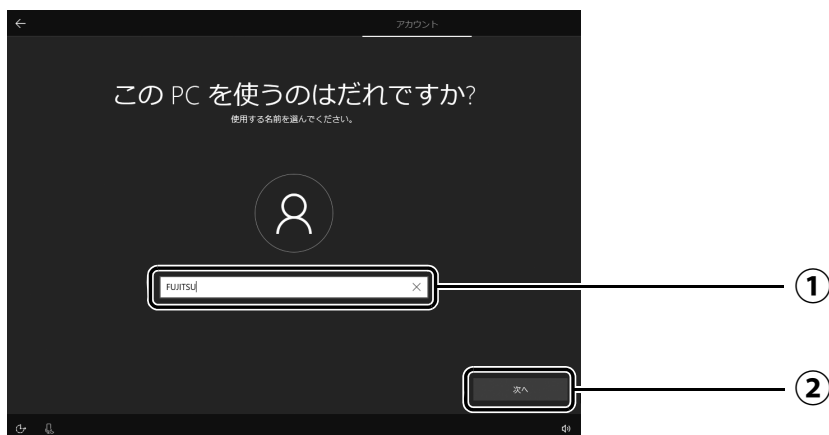 アカウント
この PC を使うのはだれですか?
使用する名前を選んでください。
FUJITSU
①
次へ
②